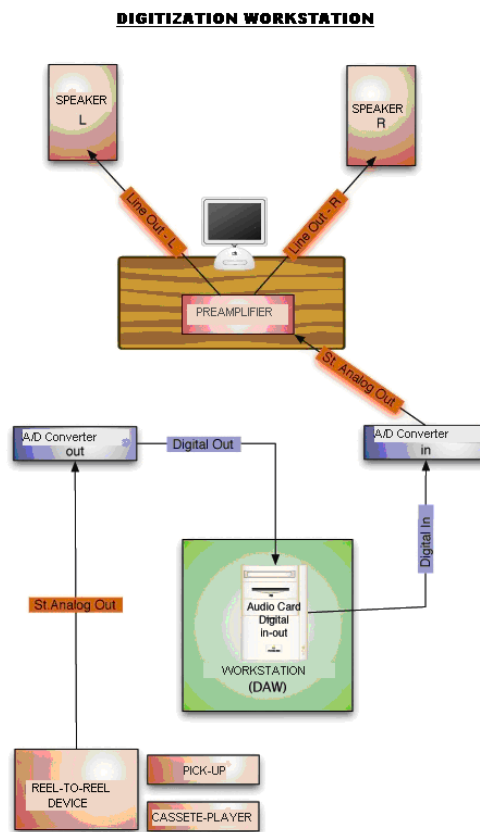 DIGITIZATION WORKSTATION
SPEAKER
L
SPEAKER
R
Line Out - L
Line Out - R
PREAMPLIFIER
St. Analog Out
A/D Converter
out
Digital Out
A/D Converter
in
Digital In
Audio Card
Digital
in-out
WORKSTATION
(DAW)
St.Analog Out
REEL-TO-REEL
DEVICE
PICK-UP
CASSETE-PLAYER